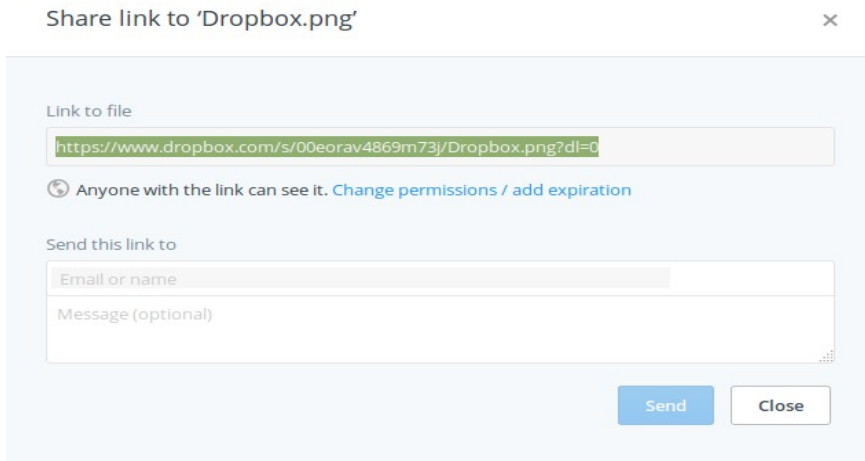 Share link to ‘Dropbox.png’ ×
Link to file
https://www.dropbox.com/s/00eorav4869m73j/Dropbox.png?dl=0
Anyone with the link can see it. Change permissions / add expiration
Send this link to
Email or name
Message (optional)
Send Close